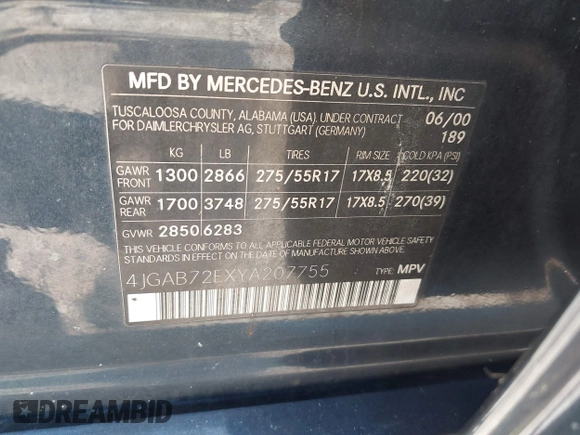 MFD BY MERCEDES-BENZ U.S. INTL., INC
TUSCALOOSA COUNTY, ALABAMA (USA). UNDER CONTRACT 06/00
FOR DAIMLERCHRYSLER AG, STUTTGART (GERMANY) 189
KG LB TIRES RIM SIZE COLD KPA (PSI)
GAWR FRONT 1300 2866 275/55R17 17X8.5 220(32)
GAWR REAR 1700 3748 275/55R17 17X8.5 270(39)
GVWR 2850 6283
THIS VEHICLE CONFORMS TO ALL APPLICABLE FEDERAL MOTOR VEHICLE SAFETY
STANDARDS IN EFFECT ON THE DATE OF MANUFACTURE SHOWN ABOVE.
4JGAB72EXYA207755 TYPE: MPV
DREAMBID